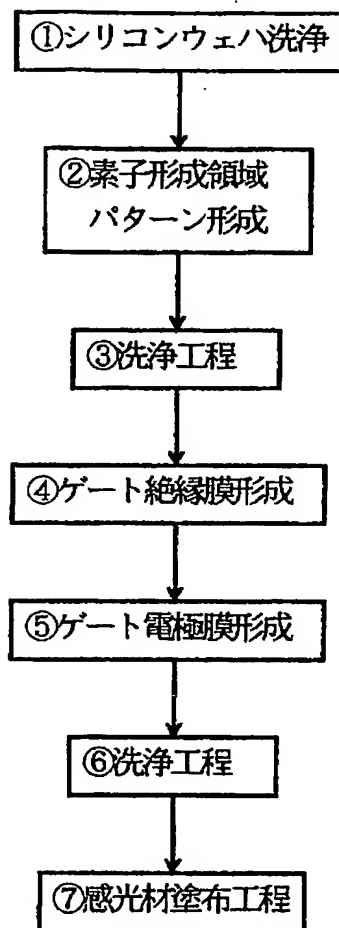 ①シリコンウェハ洗浄
②素子形成領域
パターン形成
③洗浄工程
④ゲート絶縁膜形成
⑤ゲート電極膜形成
⑥洗浄工程
⑦感光材塗布工程